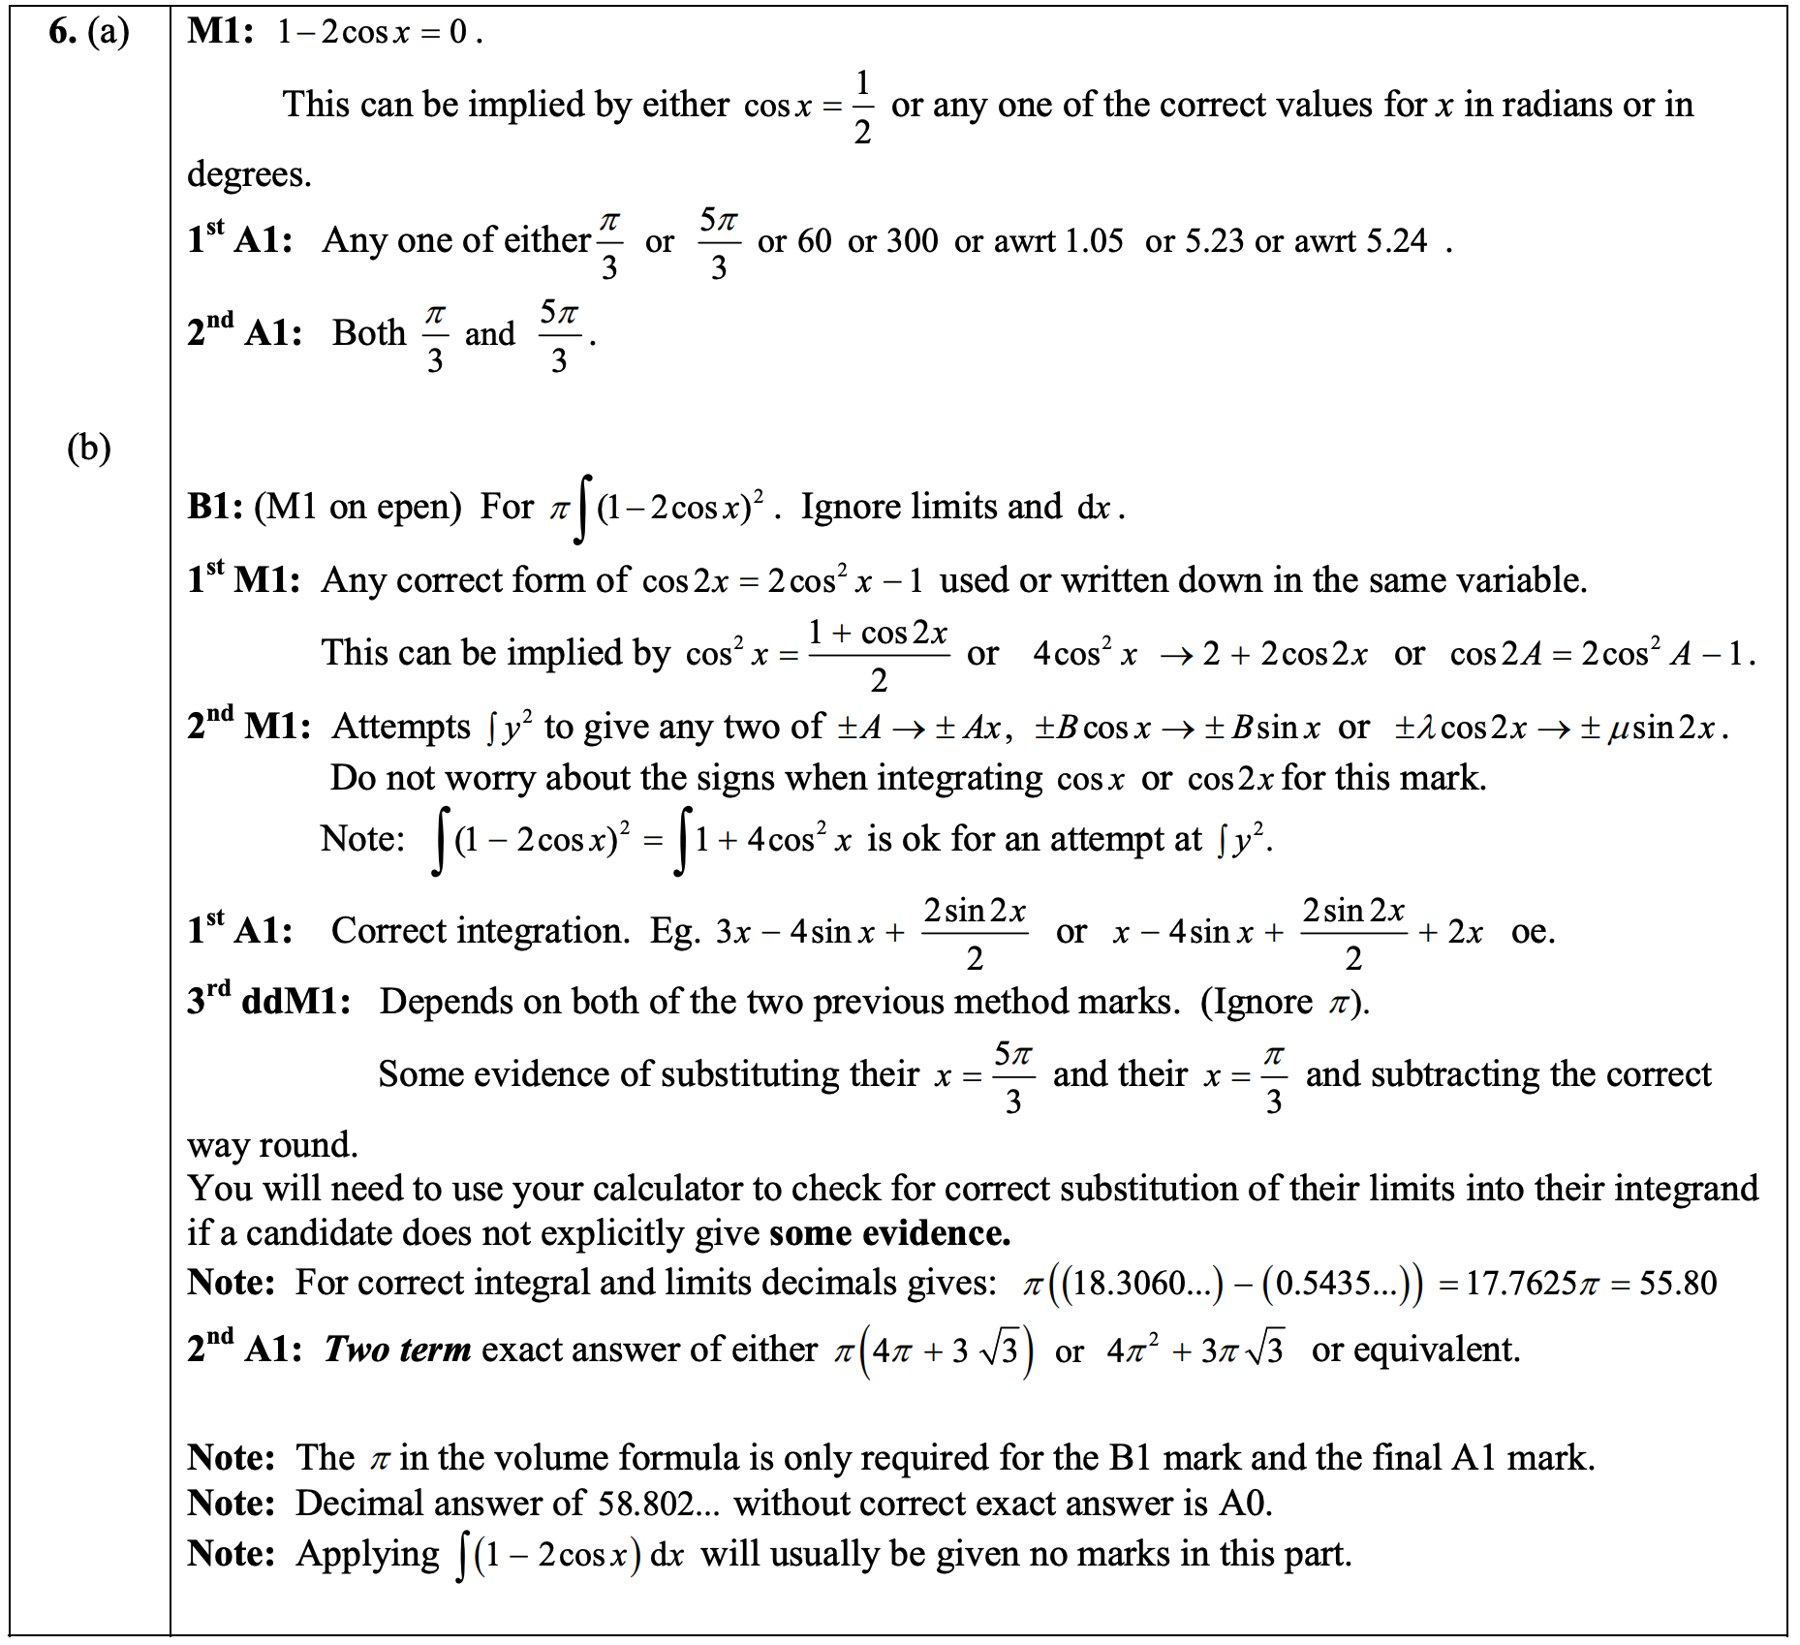 6. (a) M1: 1 – 2cos x = 0 .
This can be implied by either cos x = 1/2 or any one of the correct values for x in radians or in
degrees.
1st A1: Any one of either π/3 or 5π/3 or 60 or 300 or awrt 1.05 or 5.23 or awrt 5.24 .
2nd A1: Both π/3 and 5π/3 .
(b)
B1: (M1 on epen) For π∫(1 – 2cos x)² . Ignore limits and dx .
1st M1: Any correct form of cos 2x = 2cos² x – 1 used or written down in the same variable.
This can be implied by cos² x = (1 + cos 2x)/2 or 4cos² x → 2 + 2cos 2x or cos 2A = 2cos² A – 1.
2nd M1: Attempts ∫y² to give any two of ±A → ± Ax, ±B cos x → ± B sin x or ±λ cos 2x → ± μ sin 2x .
Do not worry about the signs when integrating cos x or cos 2x for this mark.
Note: ∫(1 – 2cos x)² = ∫1 + 4cos² x is ok for an attempt at ∫y².
1st A1: Correct integration. Eg. 3x – 4sin x + 2sin 2x/2 or x – 4sin x + 2sin 2x/2 + 2x oe.
3rd ddM1: Depends on both of the two previous method marks. (Ignore π).
Some evidence of substituting their x = 5π/3 and their x = π/3 and subtracting the correct
way round.
You will need to use your calculator to check for correct substitution of their limits into their integrand
if a candidate does not explicitly give some evidence.
Note: For correct integral and limits decimals gives: π((18.3060...) – (0.5435...)) = 17.7625π = 55.80
2nd A1: Two term exact answer of either π(4π + 3 √3) or 4π² + 3π√3 or equivalent.
Note: The π in the volume formula is only required for the B1 mark and the final A1 mark.
Note: Decimal answer of 58.802... without correct exact answer is A0.
Note: Applying ∫(1 – 2cos x) dx will usually be given no marks in this part.